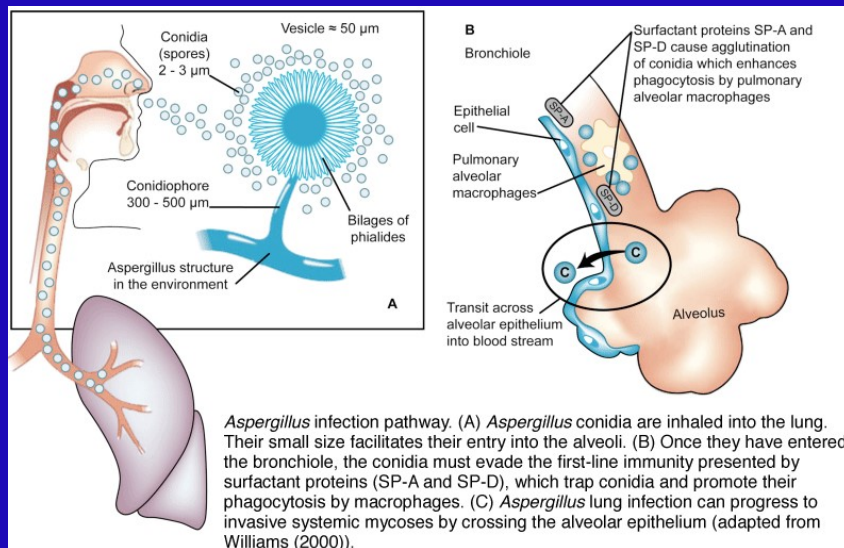 Conidia
(spores)
2 - 3 µm
Vesicle ≈ 50 µm
Conidiophore
300 - 500 µm
Bilages of
phialides
Aspergillus structure
in the environment
A
B
Bronchiole
Surfactant proteins SP-A and
SP-D cause agglutination
of conidia which enhances
phagocytosis by pulmonary
alveolar macrophages
SP-A
Epithelial
cell
Pulmonary
alveolar
macrophages
SP-D
C
C
Transit across
alveolar epithelium
into blood stream
Alveolus
Aspergillus infection pathway. (A) Aspergillus conidia are inhaled into the lung.
Their small size facilitates their entry into the alveoli. (B) Once they have entered
the bronchiole, the conidia must evade the first-line immunity presented by
surfactant proteins (SP-A and SP-D), which trap conidia and promote their
phagocytosis by macrophages. (C) Aspergillus lung infection can progress to
invasive systemic mycoses by crossing the alveolar epithelium (adapted from
Williams (2000)).